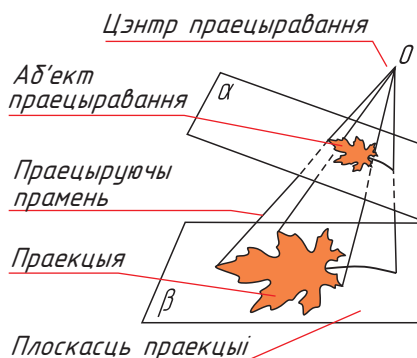 Цэнтр праецыравання
O
Аб'ект
праецыравання
α
Праецыруючы
прамень
Праекцыя
β
Плоскасць праекцыі